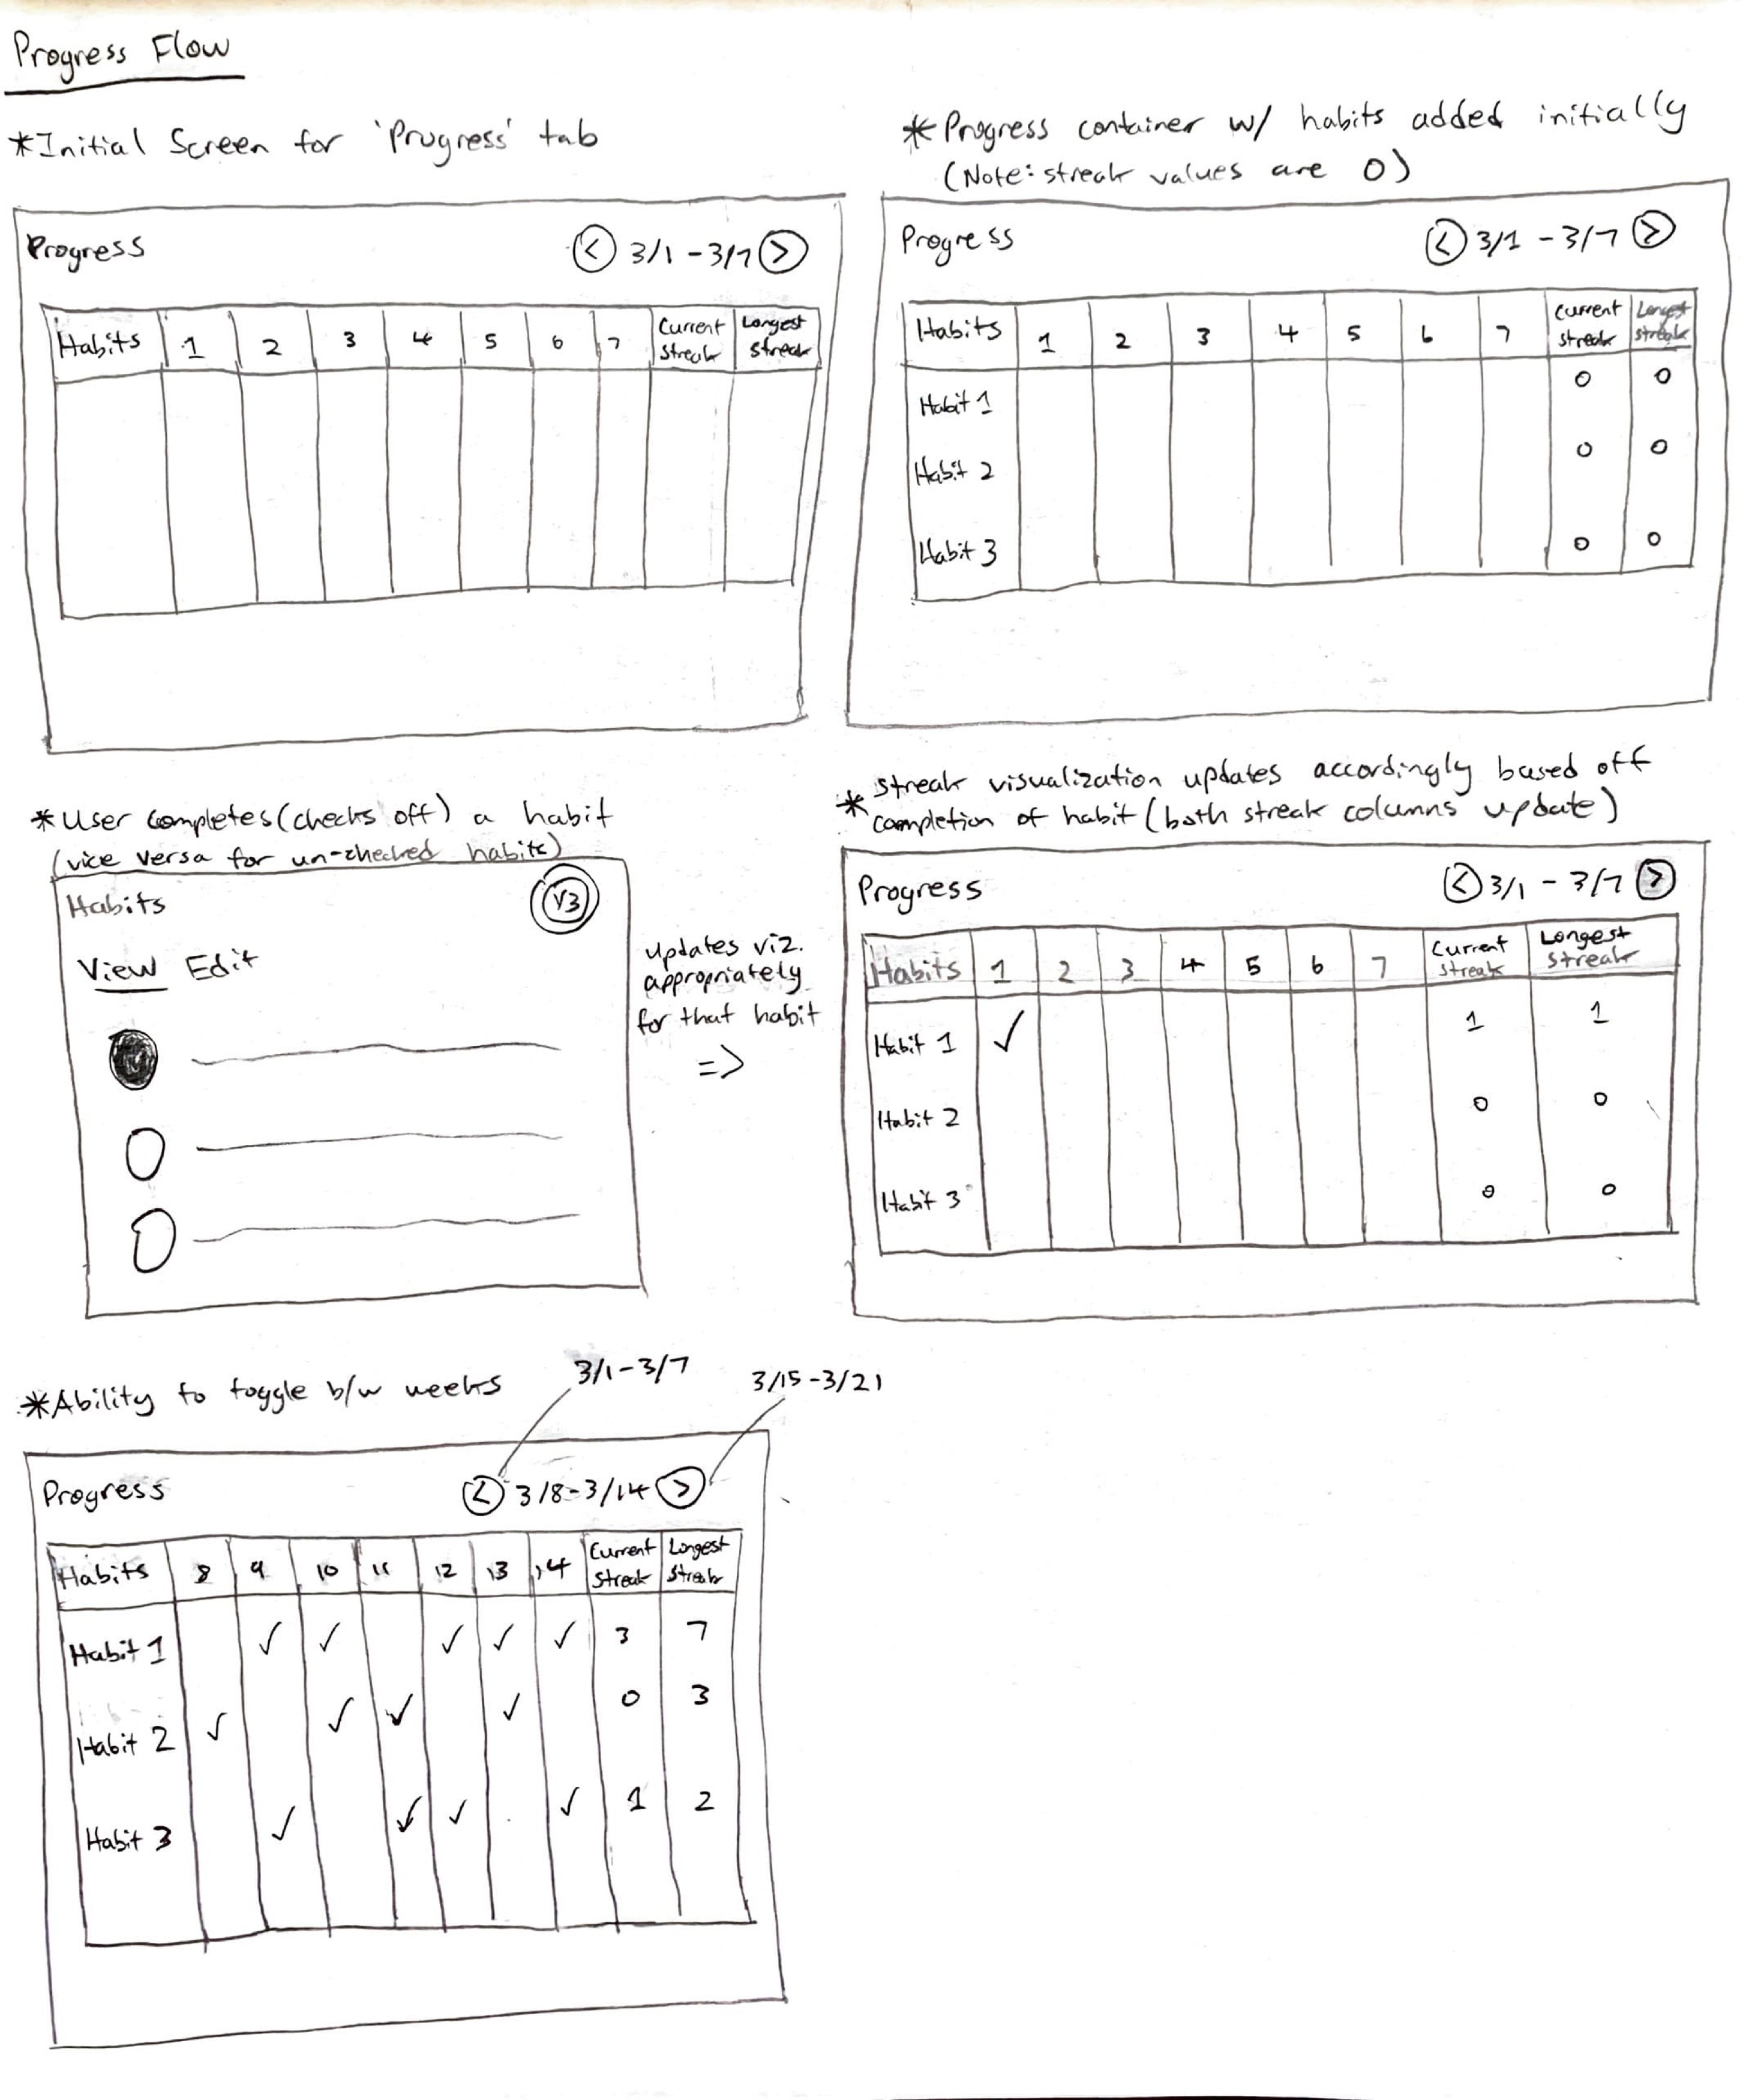 Progress Flow
*Initial Screen for 'Progress' tab
Progress
< 3/1 - 3/7 >
Habits 1 2 3 4 5 6 7 Current Streak Longest Streak
*Progress container w/ habits added initially
(Note: streak values are 0)
Progress
< 3/1 - 3/7 >
Habits 1 2 3 4 5 6 7 Current streak Longest streak
Habit 1 0 0
Habit 2 0 0
Habit 3 0 0
*User completes (checks off) a habit
(vice versa for un-checked habits)
Habits
1/3
View Edit
updates viz.
appropriately
for that habit
=>
*Streak visualization updates accordingly based off
completion of habit (both streak columns update)
Progress
< 3/1 - 3/7 >
Habits 1 2 3 4 5 6 7 Current Streak Longest Streak
Habit 1 ✓ 1 1
Habit 2 0 0
Habit 3 0 0
*Ability to toggle b/w weeks
3/1-3/7
3/15-3/21
Progress
< 3/8-3/14 >
Habits 8 9 10 11 12 13 14 Current Streak Longest Streak
Habit 1 ✓ ✓ ✓ ✓ ✓ 3 7
Habit 2 ✓ ✓ ✓ ✓ 0 3
Habit 3 ✓ ✓ ✓ ✓ 1 2